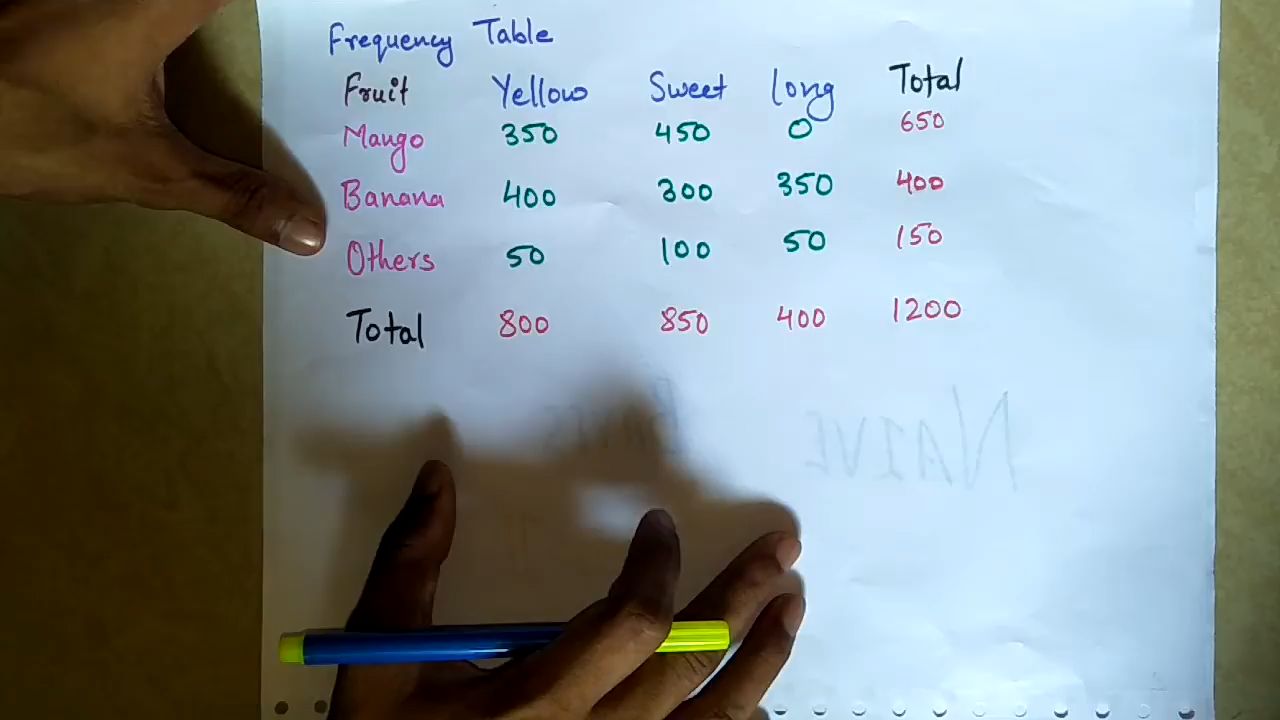 Frequency Table
Fruit Yellow Sweet long Total
Mango 350 450 0 650
Banana 400 300 350 400
Others 50 100 50 150
Total 800 850 400 1200
NAIVE